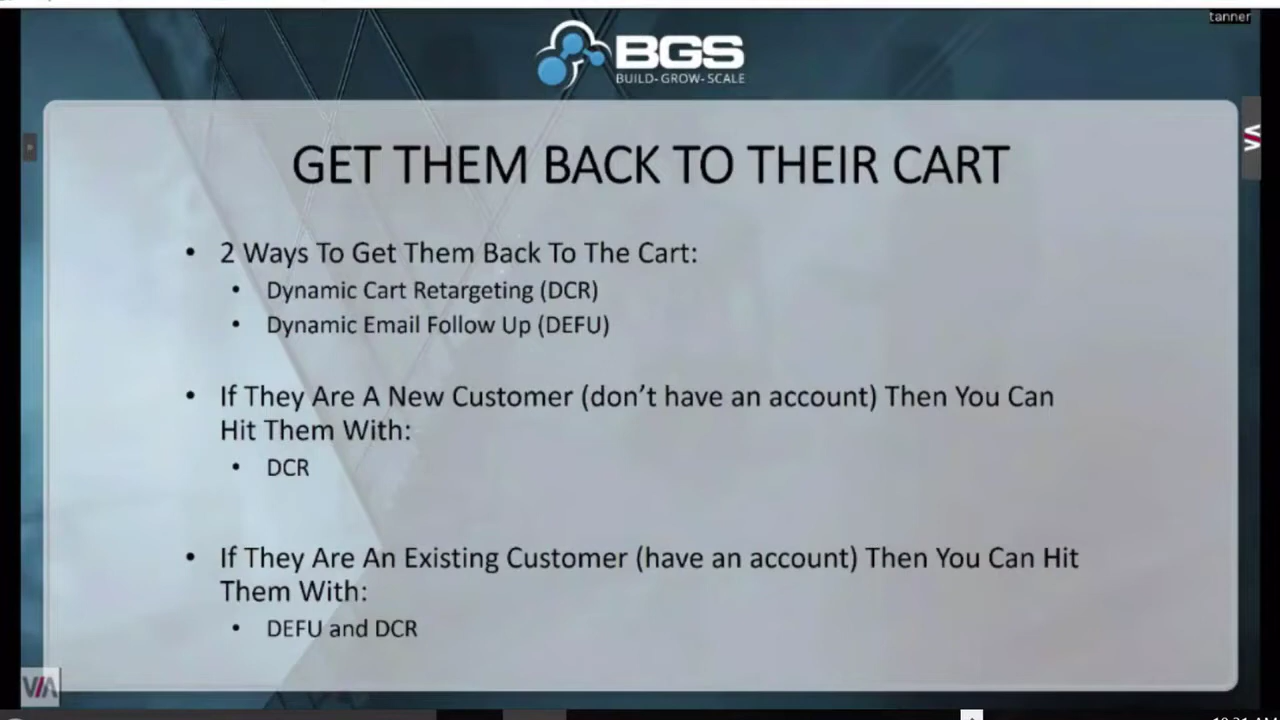 tanner
BGS
BUILD-GROW-SCALE
GET THEM BACK TO THEIR CART
• 2 Ways To Get Them Back To The Cart:
• Dynamic Cart Retargeting (DCR)
• Dynamic Email Follow Up (DEFU)
• If They Are A New Customer (don't have an account) Then You Can
Hit Them With:
• DCR
• If They Are An Existing Customer (have an account) Then You Can Hit
Them With:
• DEFU and DCR
VIA